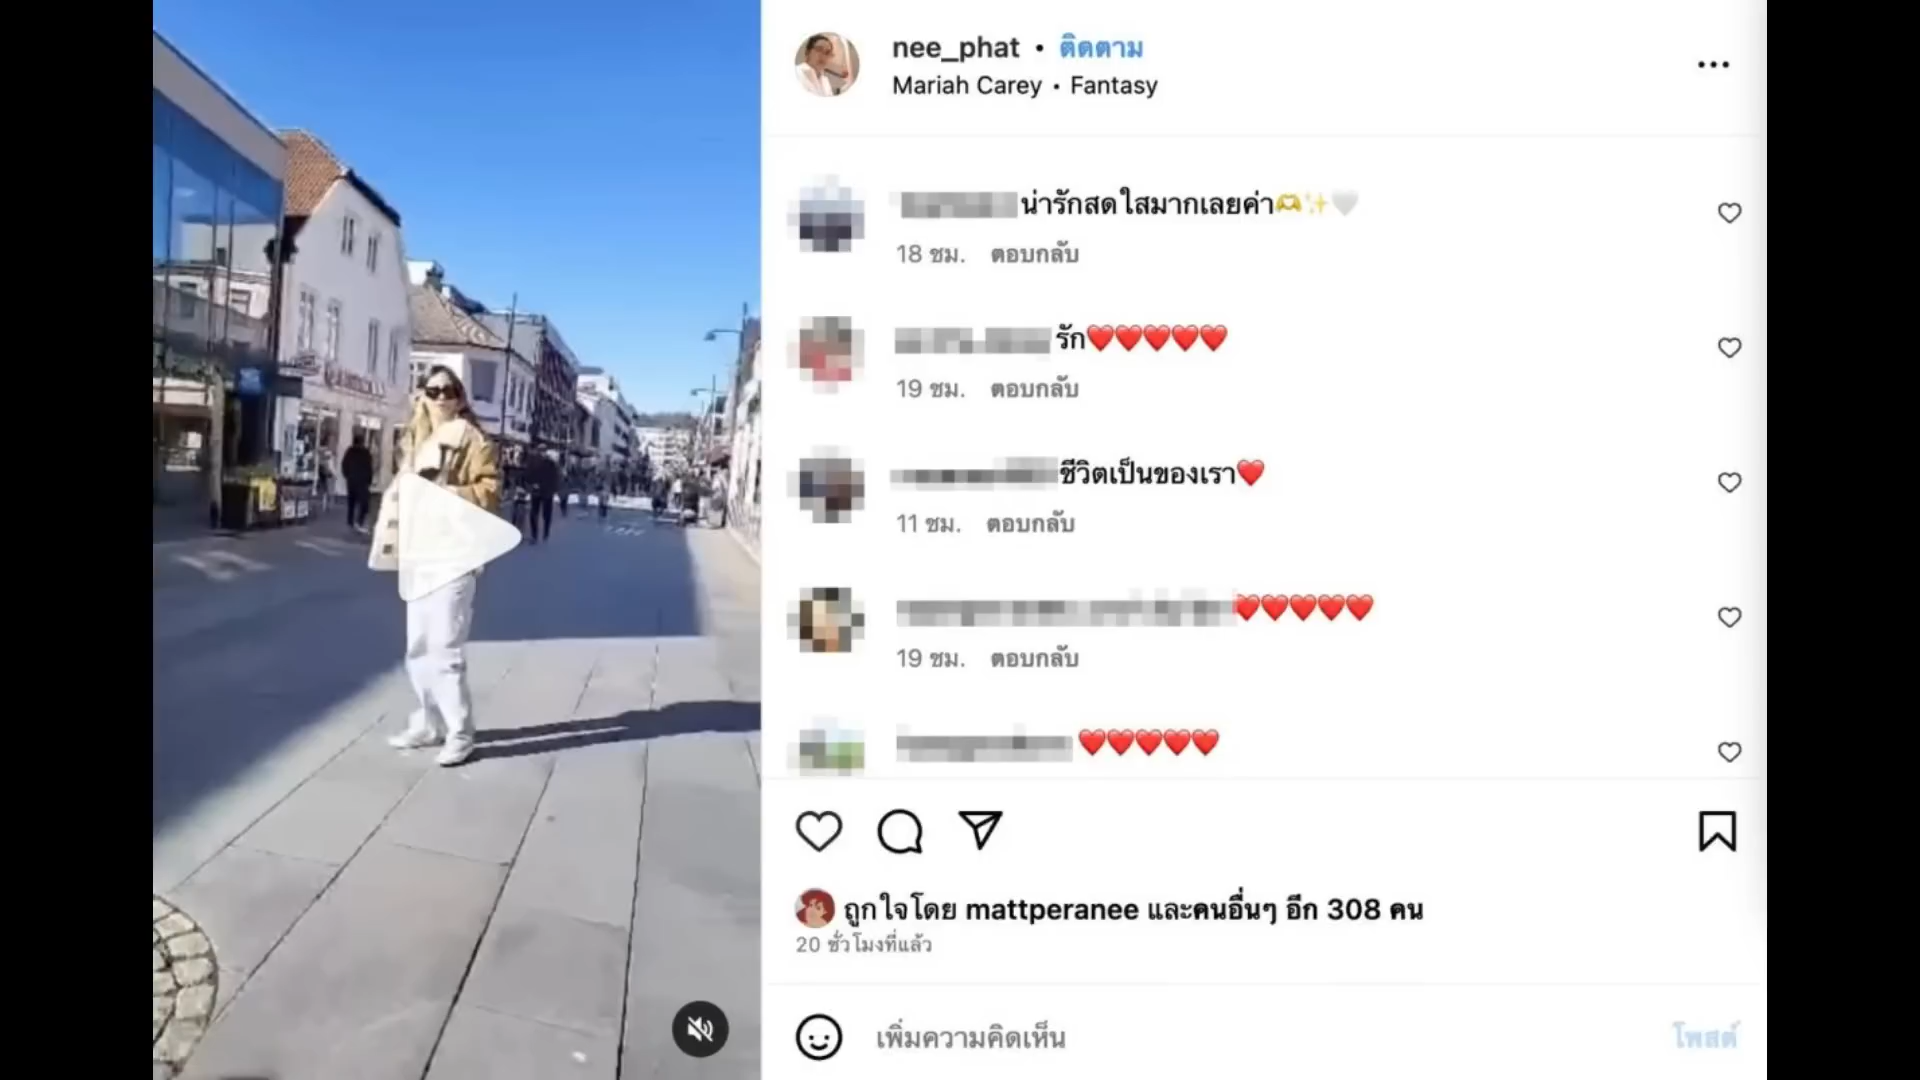 nee_phat • ติดตาม
Mariah Carey • Fantasy
น่ารักสดใสมากเลยค่า🫶✨🤍
18 ชม. ตอบกลับ
รัก❤️❤️❤️❤️❤️
19 ชม. ตอบกลับ
ชีวิตเป็นของเรา❤️
11 ชม. ตอบกลับ
❤️❤️❤️❤️❤️
19 ชม. ตอบกลับ
❤️❤️❤️❤️❤️
ถูกใจโดย mattperanee และคนอื่นๆ อีก 308 คน
20 ชั่วโมงที่แล้ว
เพิ่มความคิดเห็น
โพสต์